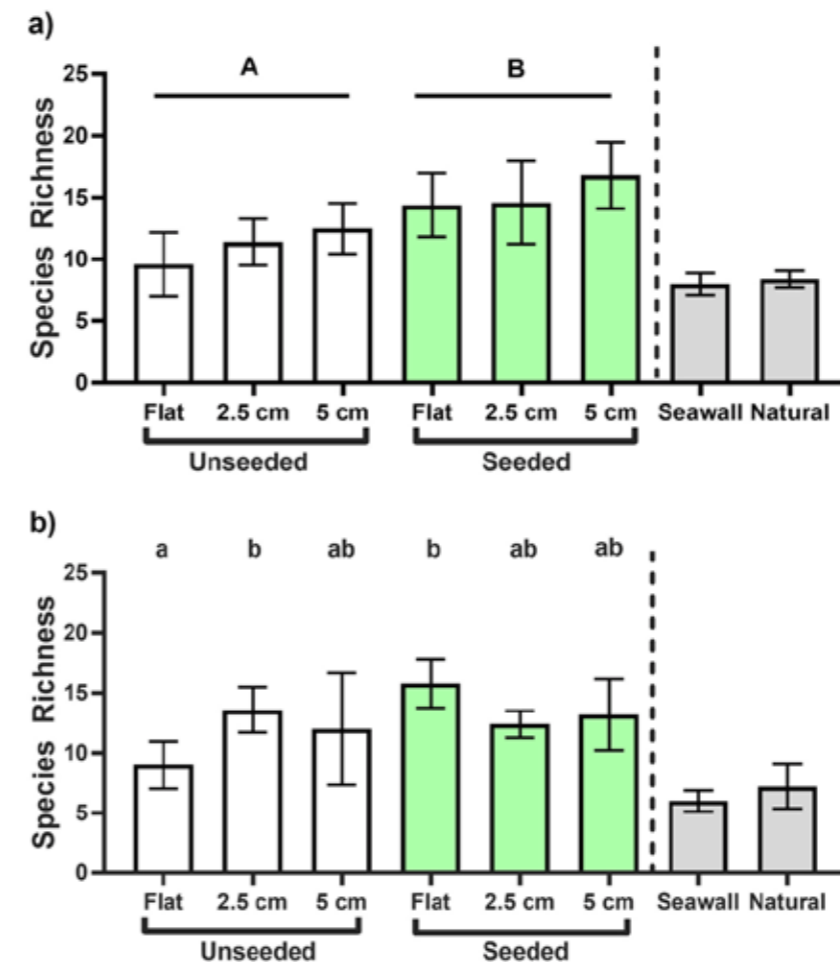 a)
A B
25
20
15
10
5
0
Species Richness
Flat 2.5 cm 5 cm Flat 2.5 cm 5 cm Seawall Natural
Unseeded Seeded
b)
a b ab b ab ab
25
20
15
10
5
0
Species Richness
Flat 2.5 cm 5 cm Flat 2.5 cm 5 cm Seawall Natural
Unseeded Seeded